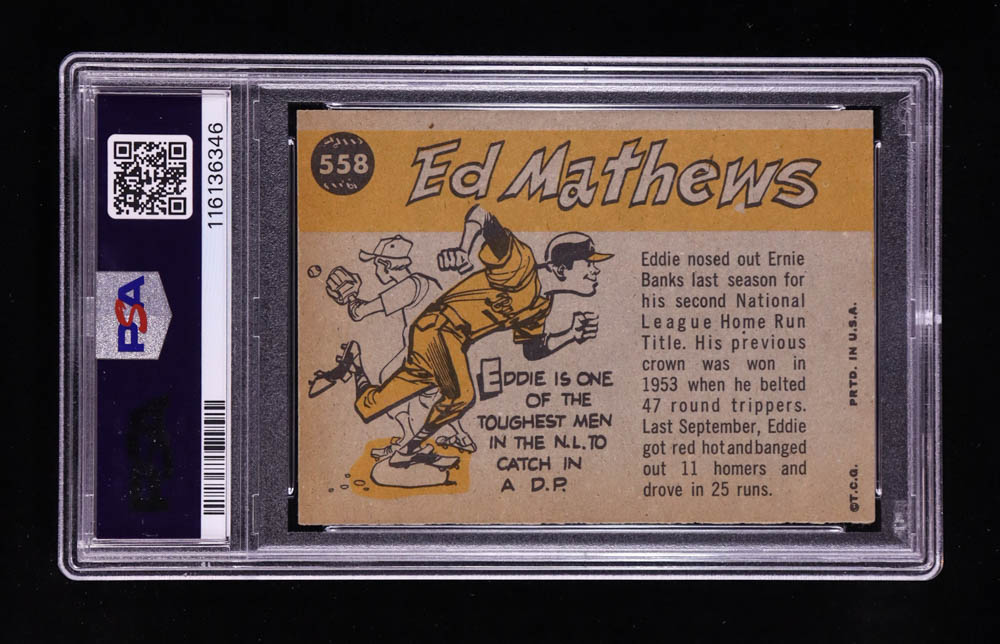 116136346
PSA
558
Ed Mathews
EDDIE IS ONE
OF THE
TOUGHEST MEN
IN THE N.L. TO
CATCH IN
A D.P.
Eddie nosed out Ernie
Banks last season for
his second National
League Home Run
Title. His previous
crown was won in
1953 when he belted
47 round trippers.
Last September, Eddie
got red hot and banged
out 11 homers and
drove in 25 runs.
©T.C.G.
PRTD. IN U.S.A.